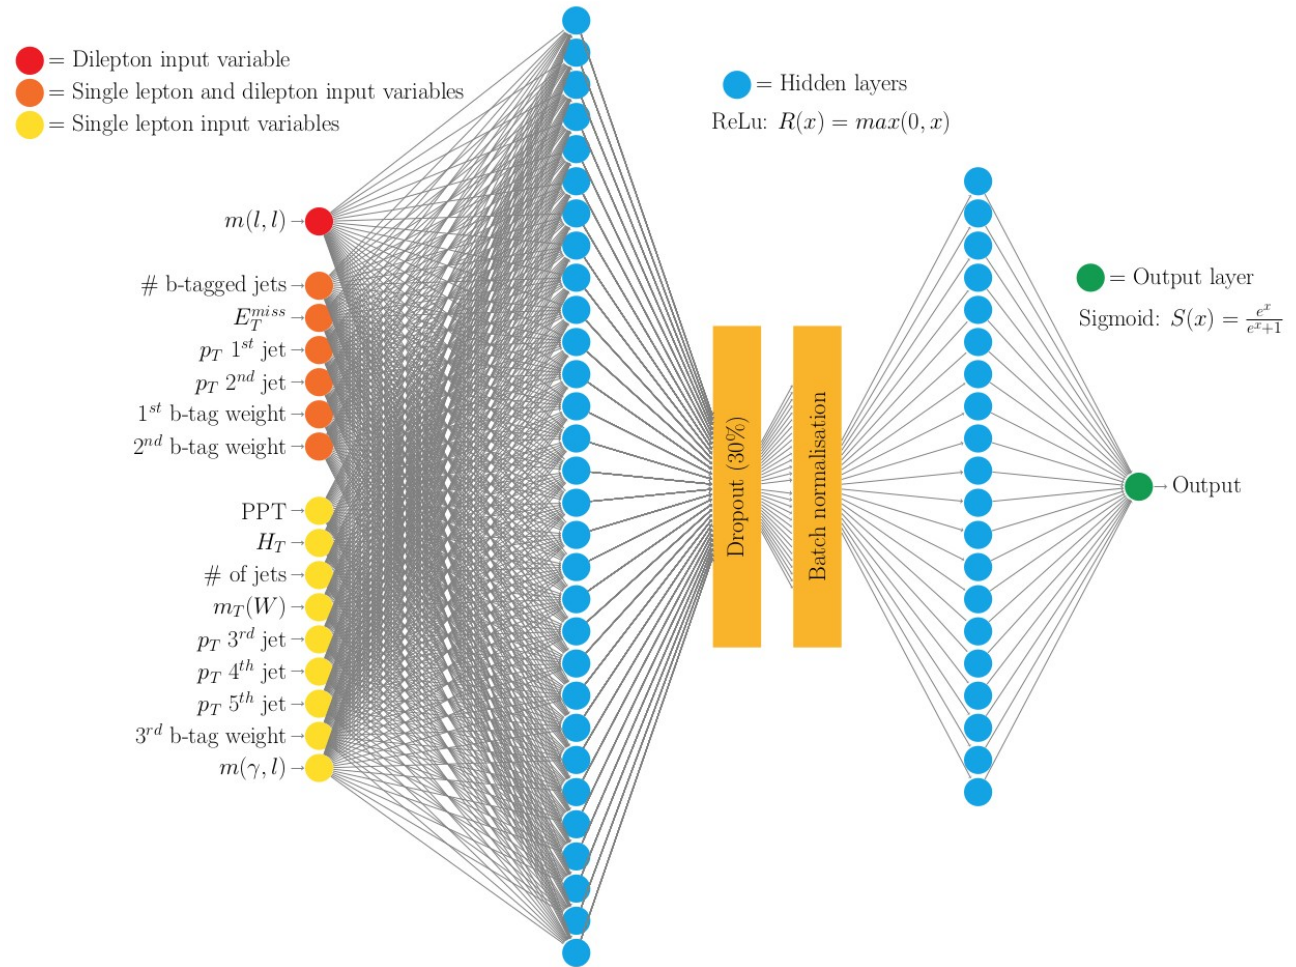 = Dilepton input variable
= Single lepton and dilepton input variables
= Single lepton input variables
= Hidden layers
ReLu: R(x) = max(0, x)
m(l, l)
# b-tagged jets
E_T^{miss}
p_T 1^{st} jet
p_T 2^{nd} jet
1^{st} b-tag weight
2^{nd} b-tag weight
PPT
H_T
# of jets
m_T(W)
p_T 3^{rd} jet
p_T 4^{th} jet
p_T 5^{th} jet
3^{rd} b-tag weight
m(γ, l)
Dropout (30%)
Batch normalisation
= Output layer
Sigmoid: S(x) = \frac{e^x}{e^x+1}
Output